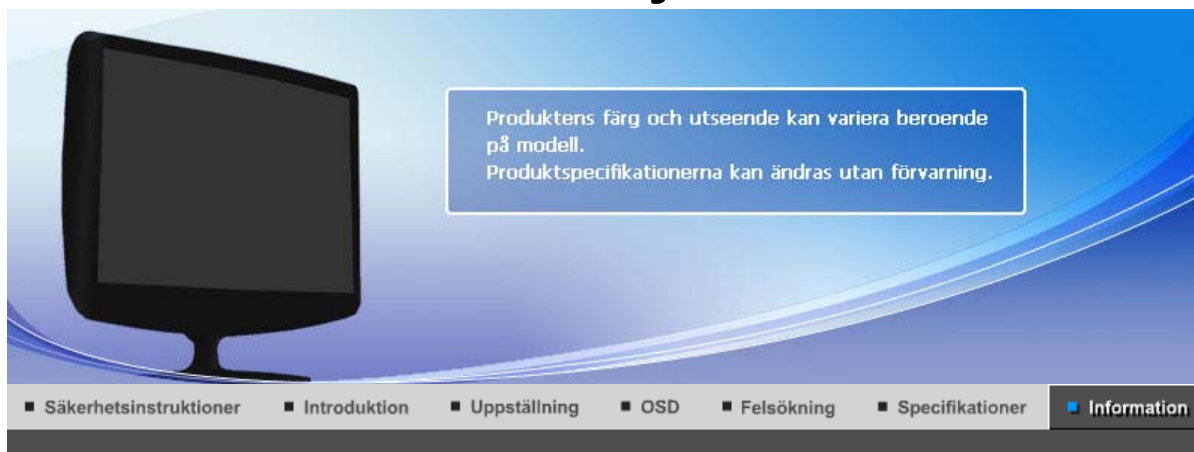 Produktens färg och utseende kan variera beroende
på modell.
Produktspecifikationerna kan ändras utan förvarning.
Säkerhetsinstruktioner Introduktion Uppställning OSD Felsökning Specifikationer Information